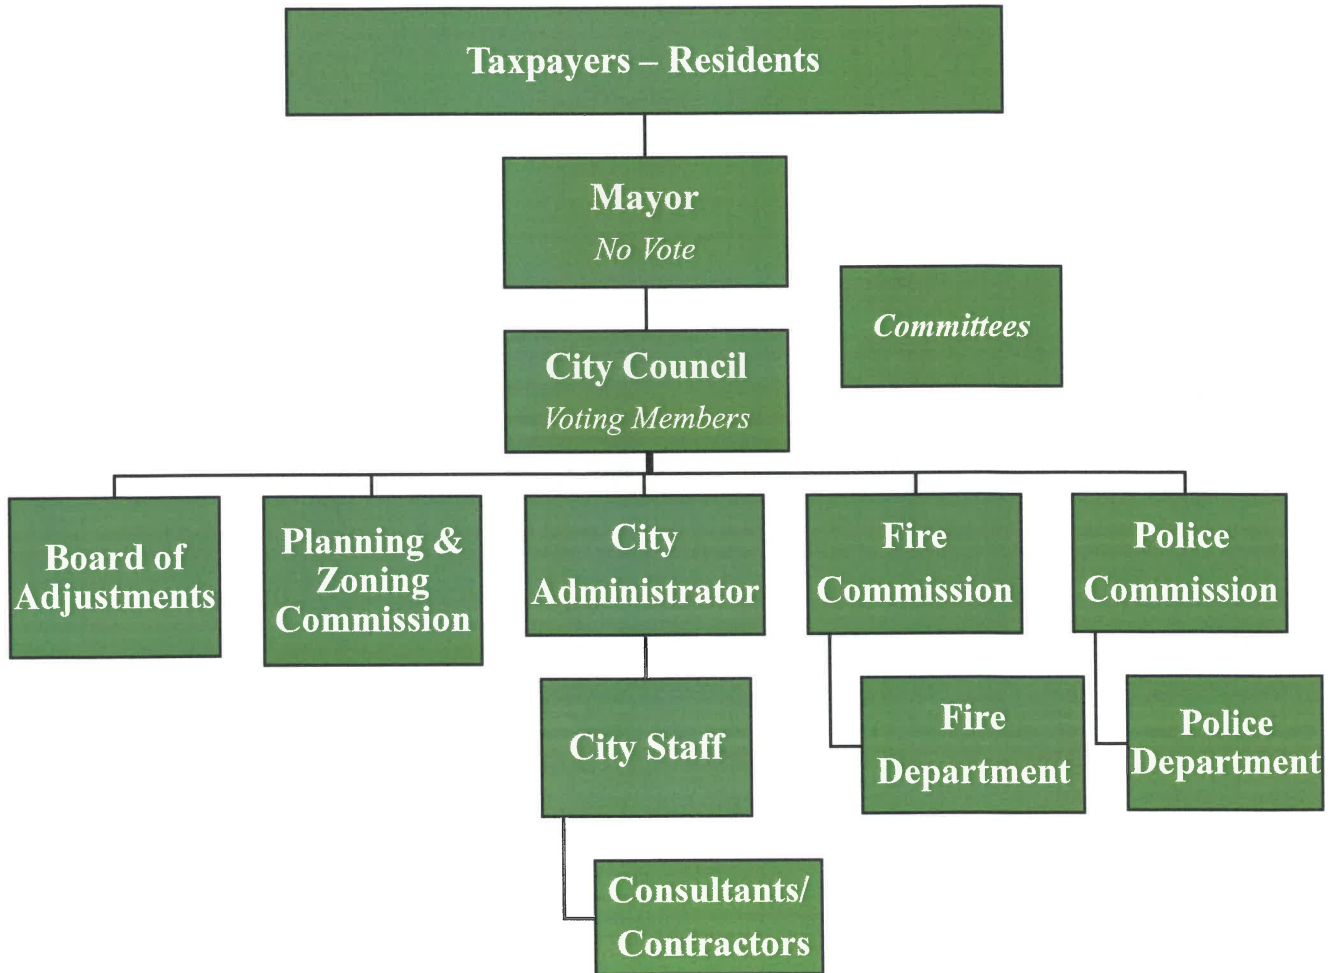 Taxpayers – Residents
Mayor
No Vote
Committees
City Council
Voting Members
Board of
Adjustments
Planning &
Zoning
Commission
City
Administrator
Fire
Commission
Police
Commission
City Staff
Fire
Department
Police
Department
Consultants/
Contractors